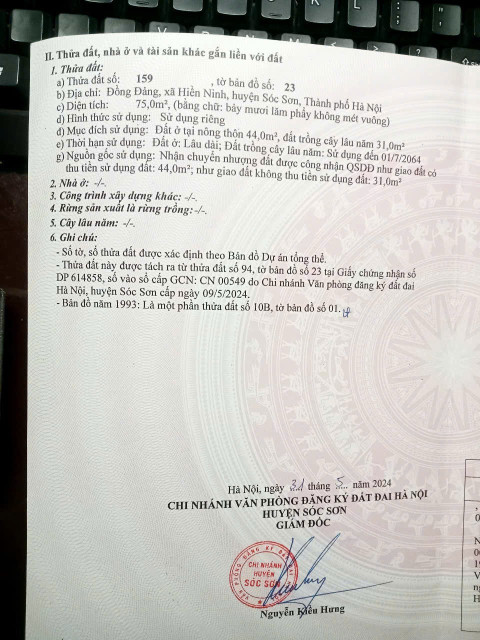 II. Thửa đất, nhà ở và tài sản khác gắn liền với đất
1. Thửa đất:
a) Thửa đất số: 159 , tờ bản đồ số: 23
b) Địa chỉ: Đồng Đảng, xã Hiền Ninh, huyện Sóc Sơn, Thành phố Hà Nội
c) Diện tích: 75,0m², (bằng chữ: bảy mươi lăm phẩy không mét vuông)
d) Hình thức sử dụng: Sử dụng riêng
đ) Mục đích sử dụng: Đất ở tại nông thôn 44,0m², đất trồng cây lâu năm 31,0m²
e) Thời hạn sử dụng: Đất ở: Lâu dài; Đất trồng cây lâu năm: Sử dụng đến 01/7/2064
g) Nguồn gốc sử dụng: Nhận chuyển nhượng đất được công nhận QSDĐ như giao đất có
thu tiền sử dụng đất: 44,0m²; như giao đất không thu tiền sử dụng đất: 31,0m²
2. Nhà ở: -/-.
3. Công trình xây dựng khác: -/-.
4. Rừng sản xuất là rừng trồng: -/-.
5. Cây lâu năm: -/-.
6. Ghi chú:
- Số tờ, số thửa đất được xác định theo Bản đồ Dự án tổng thể.
- Thửa đất này được tách ra từ thửa đất số 94, tờ bản đồ số 23 tại Giấy chứng nhận số
DP 614858, số vào sổ cấp GCN: CN 00549 do Chi nhánh Văn phòng đăng ký đất đai
Hà Nội, huyện Sóc Sơn cấp ngày 09/5/2024.
- Bản đồ năm 1993: Là một phần thửa đất số 10B, tờ bản đồ số 01.
Hà Nội, ngày 31 tháng 5 năm 2024
CHI NHÁNH VĂN PHÒNG ĐĂNG KÝ ĐẤT ĐAI HÀ NỘI
HUYỆN SÓC SƠN
GIÁM ĐỐC
CHI NHÁNH
HUYỆN
SÓC SƠN
Nguyễn Kiều Hưng